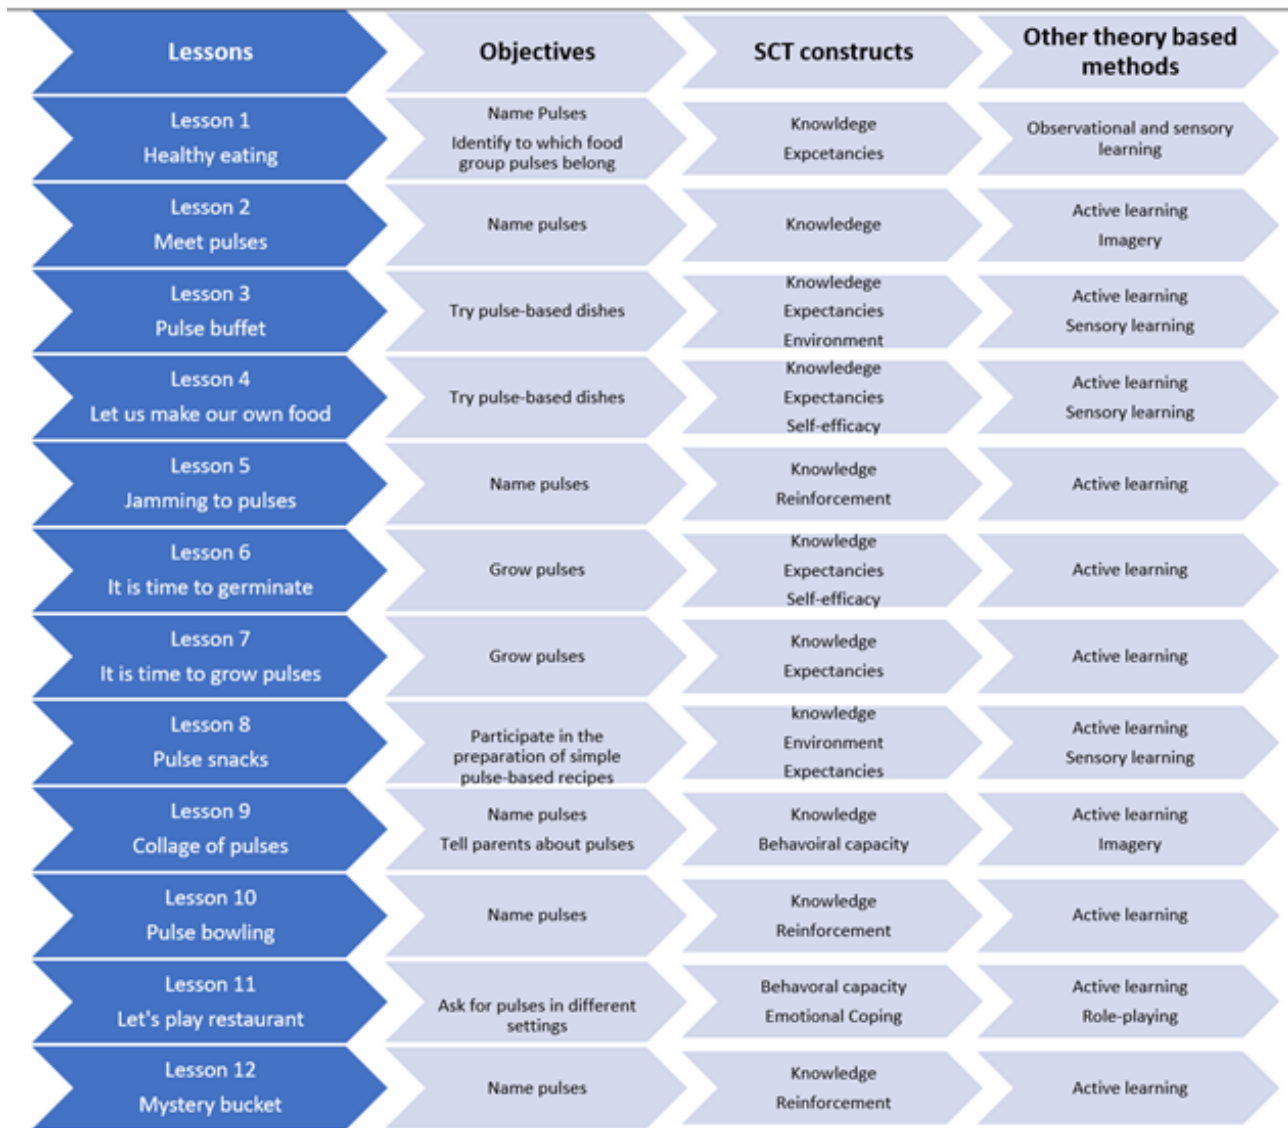 Lessons
Objectives
SCT constructs
Other theory based
methods
Lesson 1
Healthy eating
Name Pulses
Identify to which food
group pulses belong
Knowldege
Expcetancies
Observational and sensory
learning
Lesson 2
Meet pulses
Name pulses
Knowledege
Active learning
Imagery
Lesson 3
Pulse buffet
Try pulse-based dishes
Knowledege
Expectancies
Environment
Active learning
Sensory learning
Lesson 4
Let us make our own food
Try pulse-based dishes
Knowledege
Expectancies
Self-efficacy
Active learning
Sensory learning
Lesson 5
Jamming to pulses
Name pulses
Knowledge
Reinforcement
Active learning
Lesson 6
It is time to germinate
Grow pulses
Knowledge
Expectancies
Self-efficacy
Active learning
Lesson 7
It is time to grow pulses
Grow pulses
Knowledge
Expectancies
Active learning
Lesson 8
Pulse snacks
Participate in the
preparation of simple
pulse-based recipes
knowledge
Environment
Expectancies
Active learning
Sensory learning
Lesson 9
Collage of pulses
Name pulses
Tell parents about pulses
Knowledge
Behavoiral capacity
Active learning
Imagery
Lesson 10
Pulse bowling
Name pulses
Knowledge
Reinforcement
Active learning
Lesson 11
Let's play restaurant
Ask for pulses in different
settings
Behavoral capacity
Emotional Coping
Active learning
Role-playing
Lesson 12
Mystery bucket
Name pulses
Knowledge
Reinforcement
Active learning